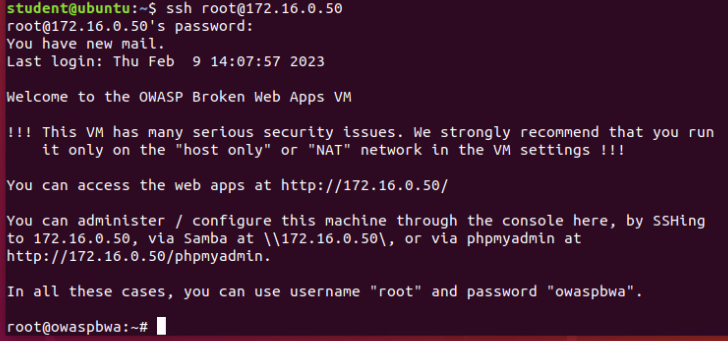 student@ubuntu:~$ ssh root@172.16.0.50
root@172.16.0.50's password:
You have new mail.
Last login: Thu Feb  9 14:07:57 2023
Welcome to the OWASP Broken Web Apps VM
!!! This VM has many serious security issues. We strongly recommend that you run
    it only on the "host only" or "NAT" network in the VM settings !!!
You can access the web apps at http://172.16.0.50/
You can administer / configure this machine through the console here, by SSHing
to 172.16.0.50, via Samba at \\172.16.0.50\, or via phpmyadmin at
http://172.16.0.50/phpmyadmin.
In all these cases, you can use username "root" and password "owaspbwa".
root@owaspbwa:~#